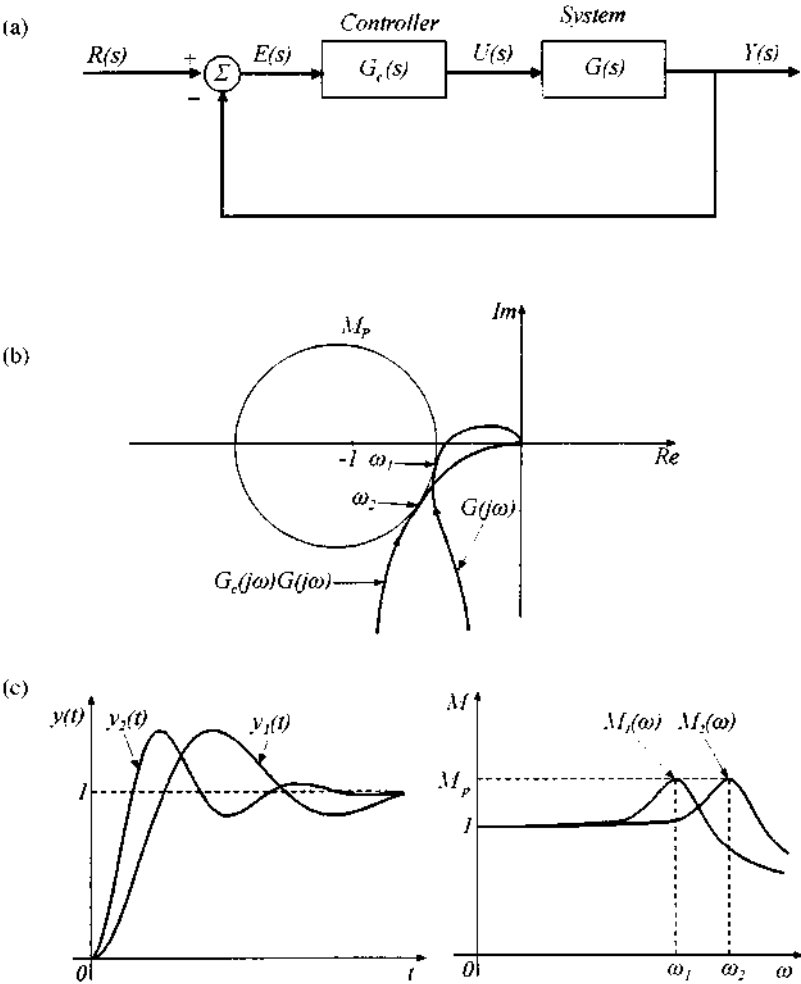 (a)
Controller
System
R(s)
+
−
Σ
E(s)
G_c(s)
U(s)
G(s)
Y(s)
(b)
Im
M_P
-1
ω_1
Re
ω_2
G(jω)
G_c(jω)G(jω)
(c)
y(t)
y_2(t)
y_1(t)
1
0
t
M
M_1(ω)
M_2(ω)
M_P
1
0
ω_1
ω_2
ω